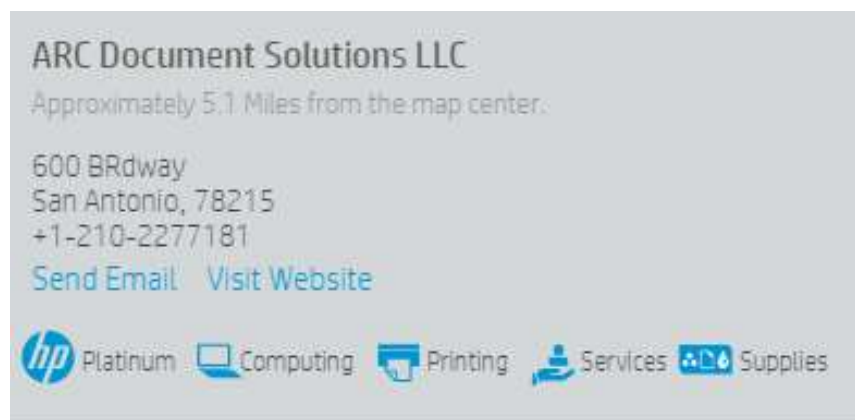 ARC Document Solutions LLC
Approximately 5.1 Miles from the map center.
600 BRdway
San Antonio, 78215
+1-210-2277181
Send Email Visit Website
hp Platinum Computing Printing Services Supplies